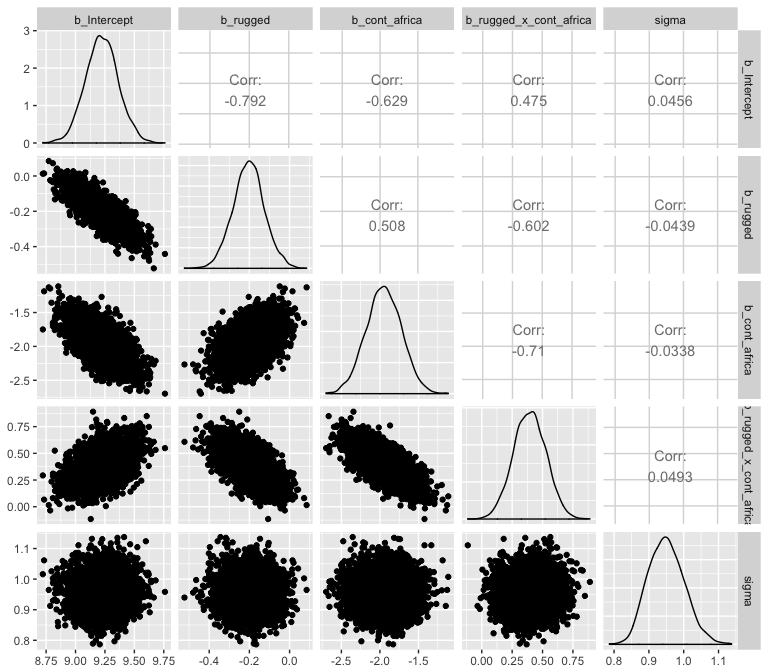 b_Intercept b_rugged b_cont_africa b_rugged_x_cont_africa sigma
3
2
1
0
Corr:
-0.792
Corr:
-0.629
Corr:
0.475
Corr:
0.0456
b_Intercept
0.0
-0.2
-0.4
Corr:
0.508
Corr:
-0.602
Corr:
-0.0439
b_rugged
-1.5
-2.0
-2.5
Corr:
-0.71
Corr:
-0.0338
b_cont_africa
0.75
0.50
0.25
0.00
Corr:
0.0493
b_rugged_x_cont_africa
1.1
1.0
0.9
0.8
sigma
8.75 9.00 9.25 9.50 9.75 -0.4 -0.2 0.0 -2.5 -2.0 -1.5 0.00 0.25 0.50 0.75 0.8 0.9 1.0 1.1